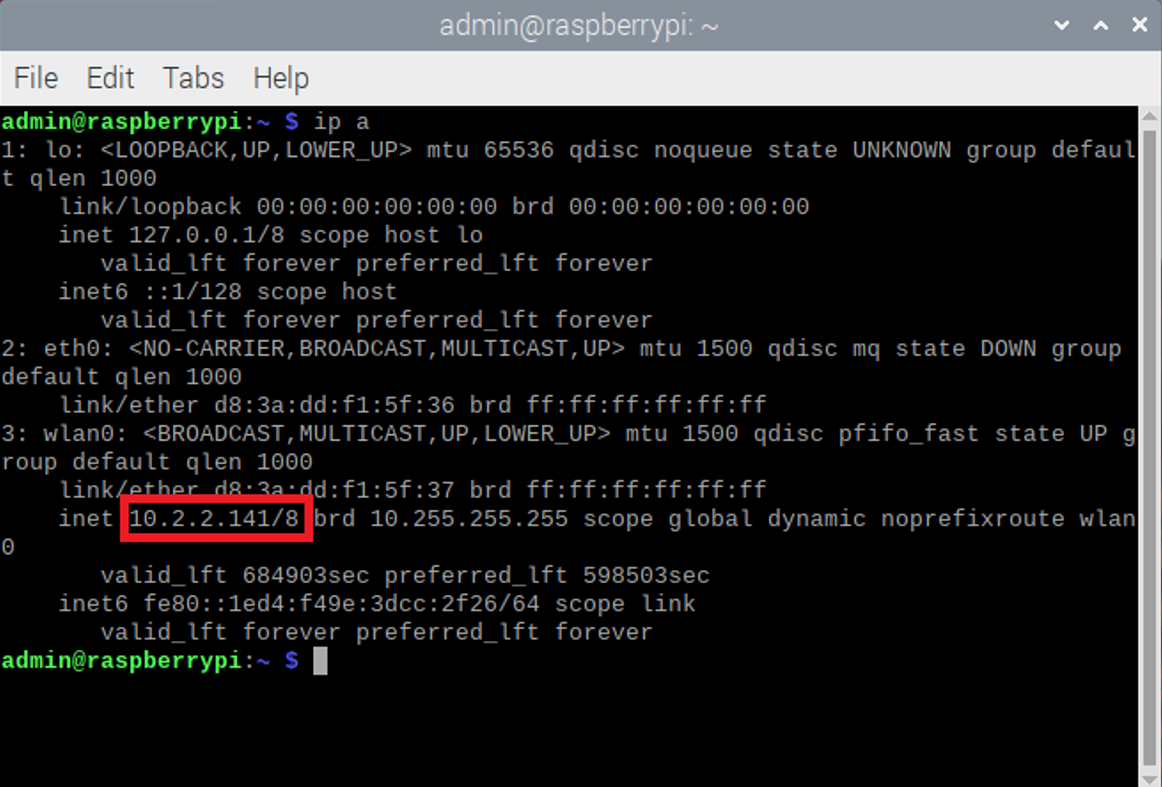 admin@raspberrypi: ~
File Edit Tabs Help
admin@raspberrypi:~ $ ip a
1: lo: <LOOPBACK,UP,LOWER_UP> mtu 65536 qdisc noqueue state UNKNOWN group defaul
t qlen 1000
    link/loopback 00:00:00:00:00:00 brd 00:00:00:00:00:00
    inet 127.0.0.1/8 scope host lo
       valid_lft forever preferred_lft forever
    inet6 ::1/128 scope host
       valid_lft forever preferred_lft forever
2: eth0: <NO-CARRIER,BROADCAST,MULTICAST,UP> mtu 1500 qdisc mq state DOWN group
default qlen 1000
    link/ether d8:3a:dd:f1:5f:36 brd ff:ff:ff:ff:ff:ff
3: wlan0: <BROADCAST,MULTICAST,UP,LOWER_UP> mtu 1500 qdisc pfifo_fast state UP g
roup default qlen 1000
    link/ether d8:3a:dd:f1:5f:37 brd ff:ff:ff:ff:ff:ff
    inet 10.2.2.141/8 brd 10.255.255.255 scope global dynamic noprefixroute wlan
0
       valid_lft 684903sec preferred_lft 598503sec
    inet6 fe80::1ed4:f49e:3dcc:2f26/64 scope link
       valid_lft forever preferred_lft forever
admin@raspberrypi:~ $